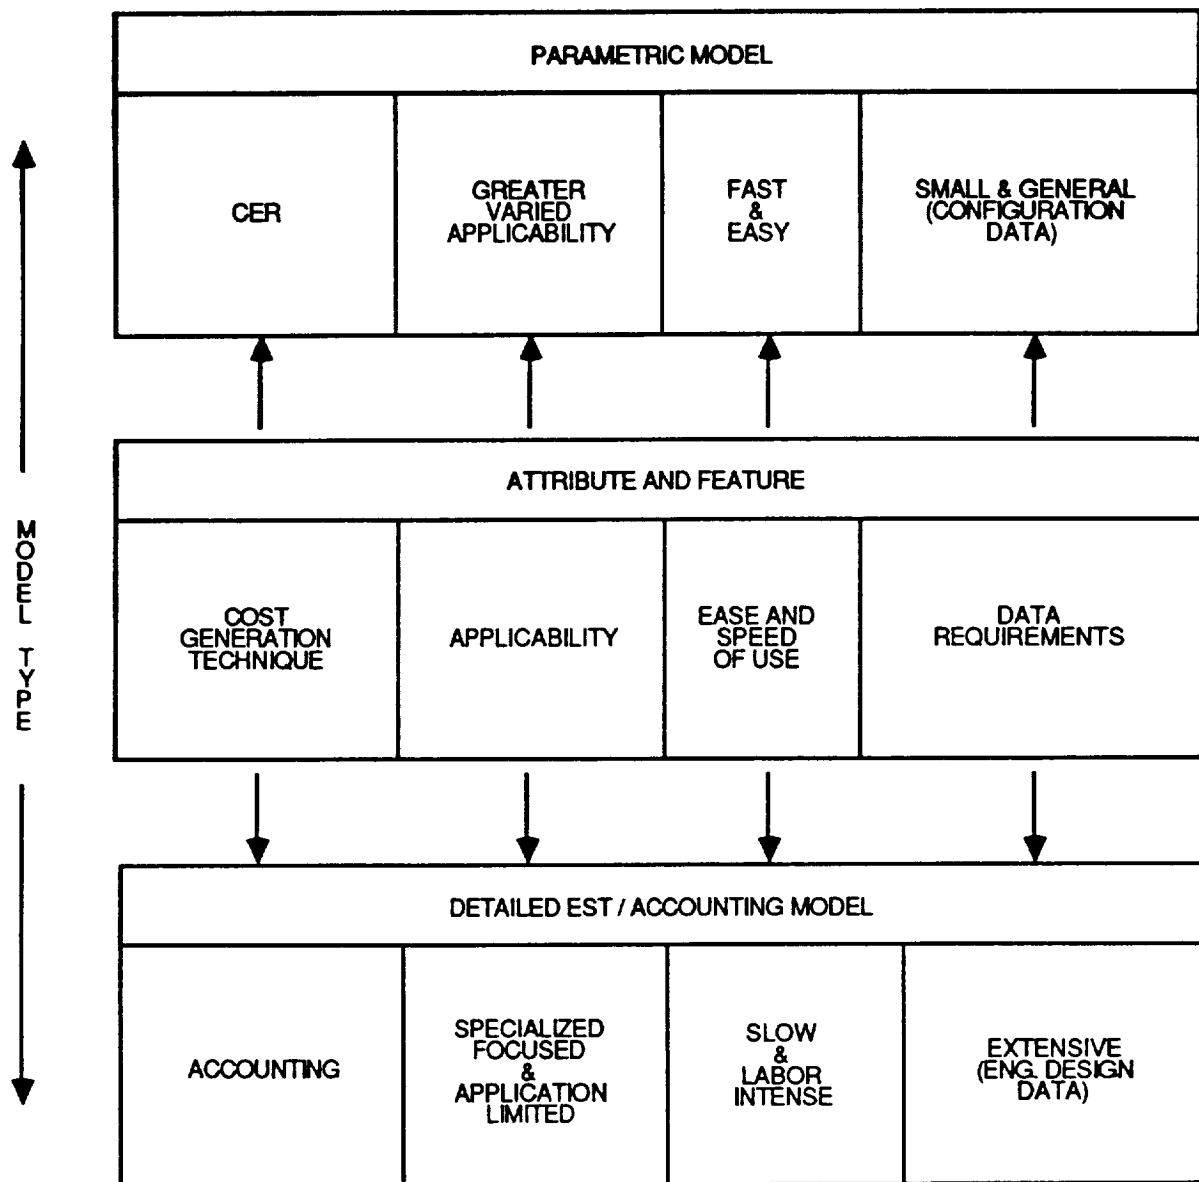 PARAMETRIC MODEL
CER
GREATER
VARIED
APPLICABILITY
FAST
&
EASY
SMALL & GENERAL
(CONFIGURATION
DATA)
ATTRIBUTE AND FEATURE
MODEL TYPE
COST
GENERATION
TECHNIQUE
APPLICABILITY
EASE AND
SPEED
OF USE
DATA
REQUIREMENTS
DETAILED EST / ACCOUNTING MODEL
ACCOUNTING
SPECIALIZED
FOCUSED
&
APPLICATION
LIMITED
SLOW
&
LABOR
INTENSE
EXTENSIVE
(ENG. DESIGN
DATA)